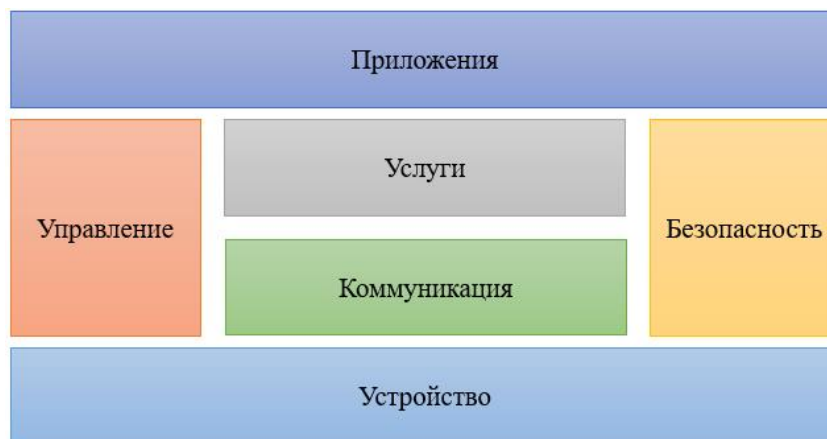 Приложения
Управление
Услуги
Коммуникация
Безопасность
Устройство